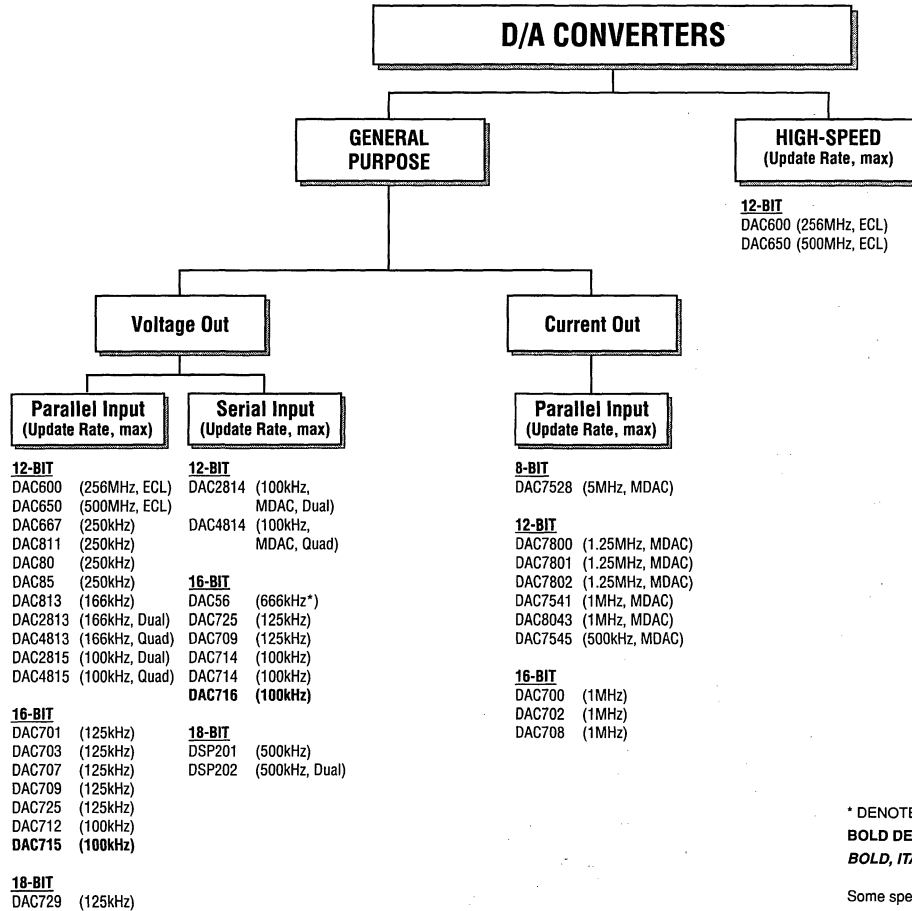 D/A CONVERTERS
GENERAL
PURPOSE
HIGH-SPEED
(Update Rate, max)
12-BIT
DAC600 (256MHz, ECL)
DAC650 (500MHz, ECL)
Voltage Out
Current Out
Parallel Input
(Update Rate, max)
12-BIT
DAC600 (256MHz, ECL)
DAC650 (500MHz, ECL)
DAC667 (250kHz)
DAC811 (250kHz)
DAC80 (250kHz)
DAC85 (250kHz)
DAC813 (166kHz)
DAC2813 (166kHz, Dual)
DAC4813 (166kHz, Quad)
DAC2815 (100kHz, Dual)
DAC4815 (100kHz, Quad)
16-BIT
DAC701 (125kHz)
DAC703 (125kHz)
DAC707 (125kHz)
DAC709 (125kHz)
DAC725 (125kHz)
DAC712 (100kHz)
DAC715 (100kHz)
18-BIT
DAC729 (125kHz)
Serial Input
(Update Rate, max)
12-BIT
DAC2814 (100kHz,
MDAC, Dual)
DAC4814 (100kHz,
MDAC, Quad)
16-BIT
DAC56 (666kHz*)
DAC725 (125kHz)
DAC709 (125kHz)
DAC714 (100kHz)
DAC714 (100kHz)
DAC716 (100kHz)
18-BIT
DSP201 (500kHz)
DSP202 (500kHz, Dual)
Parallel Input
(Update Rate, max)
8-BIT
DAC7528 (5MHz, MDAC)
12-BIT
DAC7800 (1.25MHz, MDAC)
DAC7801 (1.25MHz, MDAC)
DAC7802 (1.25MHz, MDAC)
DAC7541 (1MHz, MDAC)
DAC8043 (1MHz, MDAC)
DAC7545 (500kHz, MDAC)
16-BIT
DAC700 (1MHz)
DAC702 (1MHz)
DAC708 (1MHz)
* DENOTE
BOLD DE
BOLD, ITA
Some spe